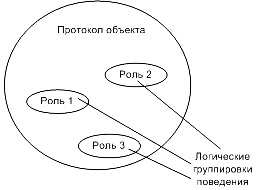 Протокол объекта
Роль 2
Роль 1
Роль 3
Логические
группировки
поведения